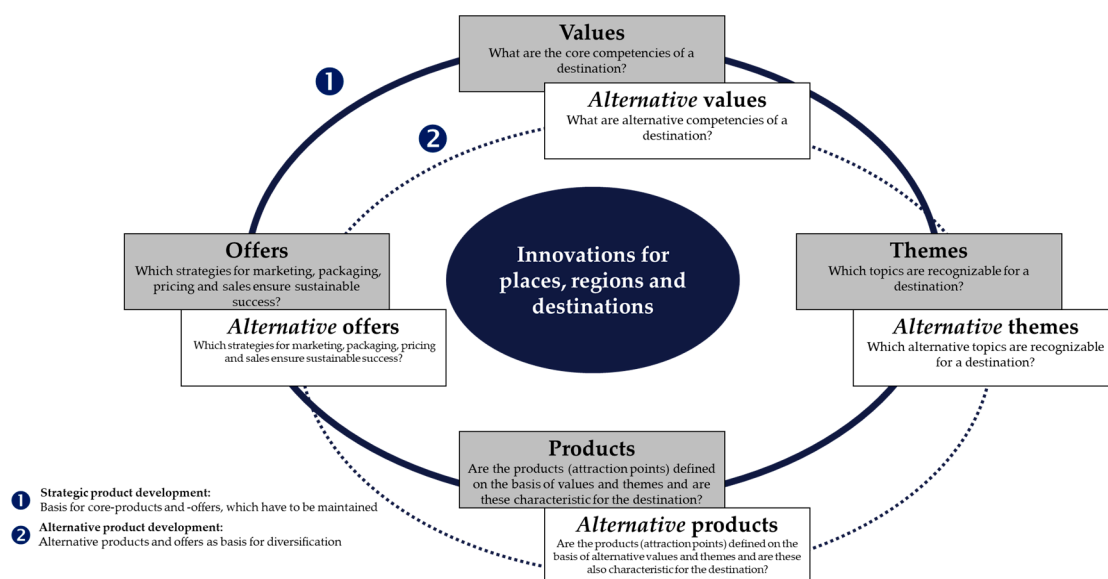 Values
What are the core competencies of a
destination?
❶
Alternative values
What are alternative competencies of a
destination?
❷
Offers
Which strategies for marketing, packaging,
pricing and sales ensure sustainable
success?
Alternative offers
Which strategies for marketing, packaging, pricing
and sales ensure sustainable success?
Innovations for
places, regions and
destinations
Themes
Which topics are recognizable for a
destination?
Alternative themes
Which alternative topics are recognizable
for a destination?
Products
Are the products (attraction points) defined
on the basis of values and themes and are
these characteristic for the destination?
Alternative products
Are the products (attraction points) defined on the
basis of alternative values and themes and are these
also characteristic for the destination?
❶ Strategic product development:
Basis for core-products and -offers, which have to be maintained
❷ Alternative product development:
Alternative products and offers as basis for diversification